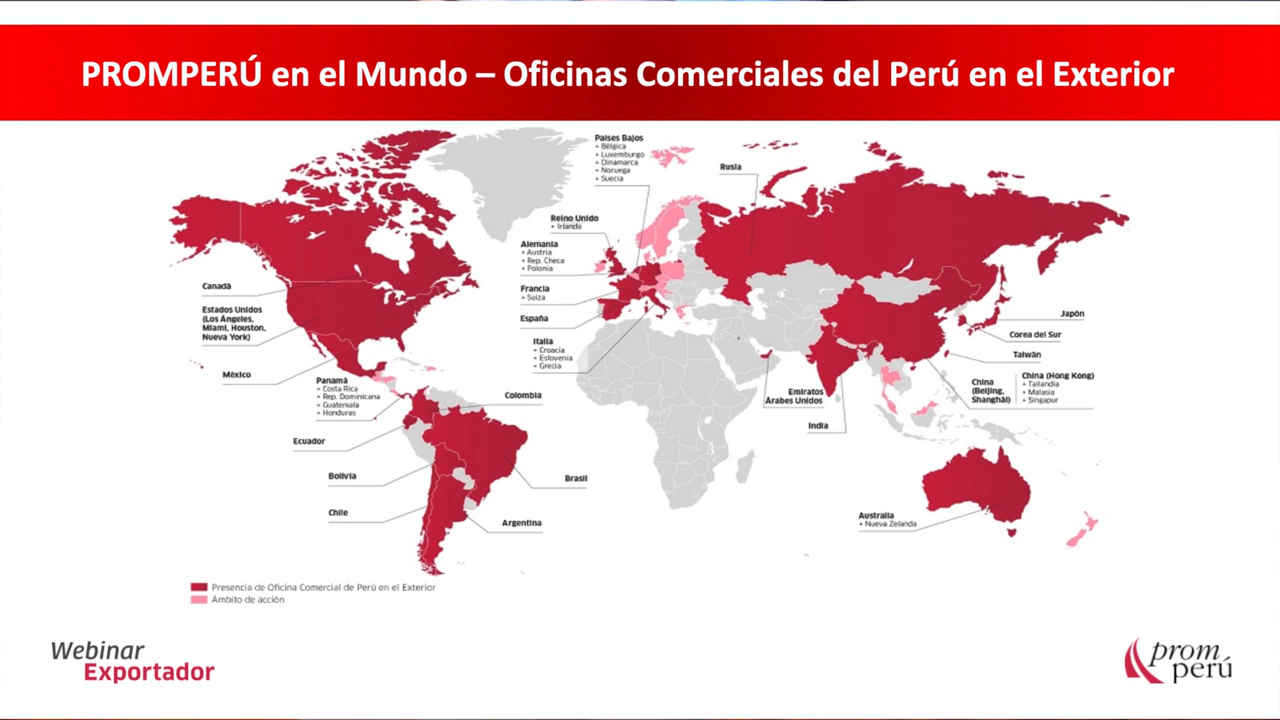 PROMPERÚ en el Mundo – Oficinas Comerciales del Perú en el Exterior
Países Bajos
+ Bélgica
+ Luxemburgo
+ Dinamarca
+ Noruega
+ Suecia
Rusia
Reino Unido
+ Irlanda
Alemania
+ Austria
+ Rep. Checa
+ Polonia
Francia
+ Suiza
España
Italia
+ Croacia
+ Eslovenia
+ Grecia
Canadá
Estados Unidos
(Los Ángeles,
Miami, Houston,
Nueva York)
México
Panamá
+ Costa Rica
+ Rep. Dominicana
+ Guatemala
+ Honduras
Colombia
Ecuador
Bolivia
Brasil
Chile
Argentina
Emiratos
Árabes Unidos
India
Japón
Corea del Sur
Taiwán
China
(Beijing,
Shanghái)
China (Hong Kong)
+ Tailandia
+ Malasia
+ Singapur
Australia
+ Nueva Zelanda
Presencia de Oficina Comercial de Perú en el Exterior
Ámbito de acción
Webinar
Exportador
prom
perú